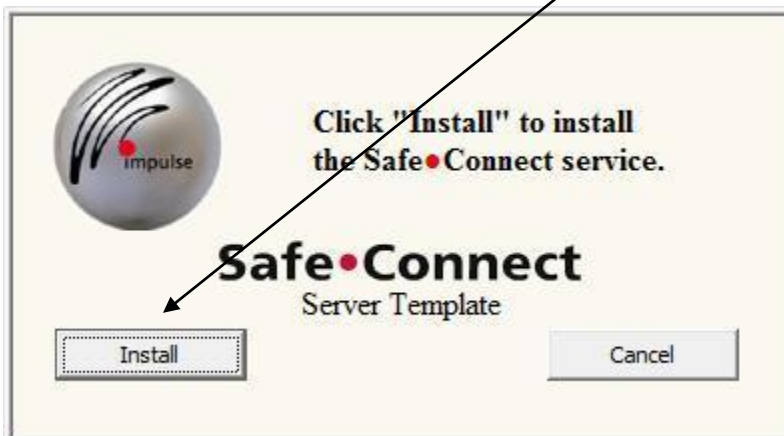 impulse
Click "Install" to install
the Safe•Connect service.
Safe•Connect
Server Template
Install
Cancel